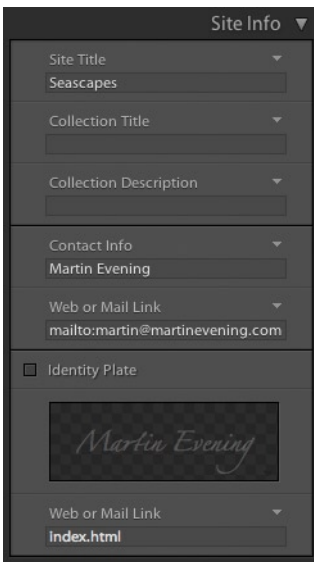 Site Info
Site Title
Seascapes
Collection Title
Collection Description
Contact Info
Martin Evening
Web or Mail Link
mailto:martin@martinevening.com
Identity Plate
Martin Evening
Web or Mail Link
index.html